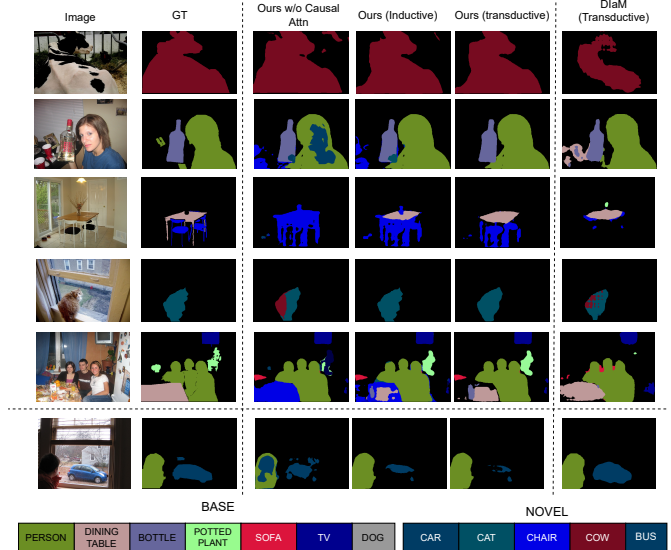 Image
GT
Ours w/o Causal
Attn
Ours (Inductive)
Ours (transductive)
DIaM
(Transductive)
BASE
NOVEL
PERSON
DINING
TABLE
BOTTLE
POTTED
PLANT
SOFA
TV
DOG
CAR
CAT
CHAIR
COW
BUS